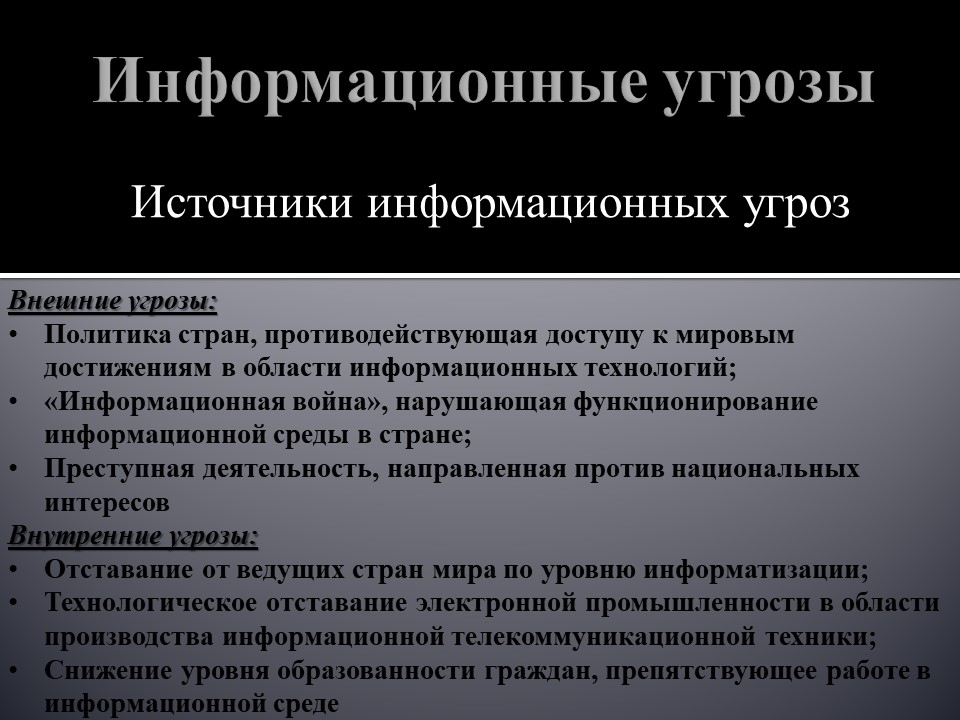 Информационные угрозы
Источники информационных угроз
Внешние угрозы:
• Политика стран, противодействующая доступу к мировым
достижениям в области информационных технологий;
• «Информационная война», нарушающая функционирование
информационной среды в стране;
• Преступная деятельность, направленная против национальных
интересов
Внутренние угрозы:
• Отставание от ведущих стран мира по уровню информатизации;
• Технологическое отставание электронной промышленности в области
производства информационной телекоммуникационной техники;
• Снижение уровня образованности граждан, препятствующее работе в
информационной среде